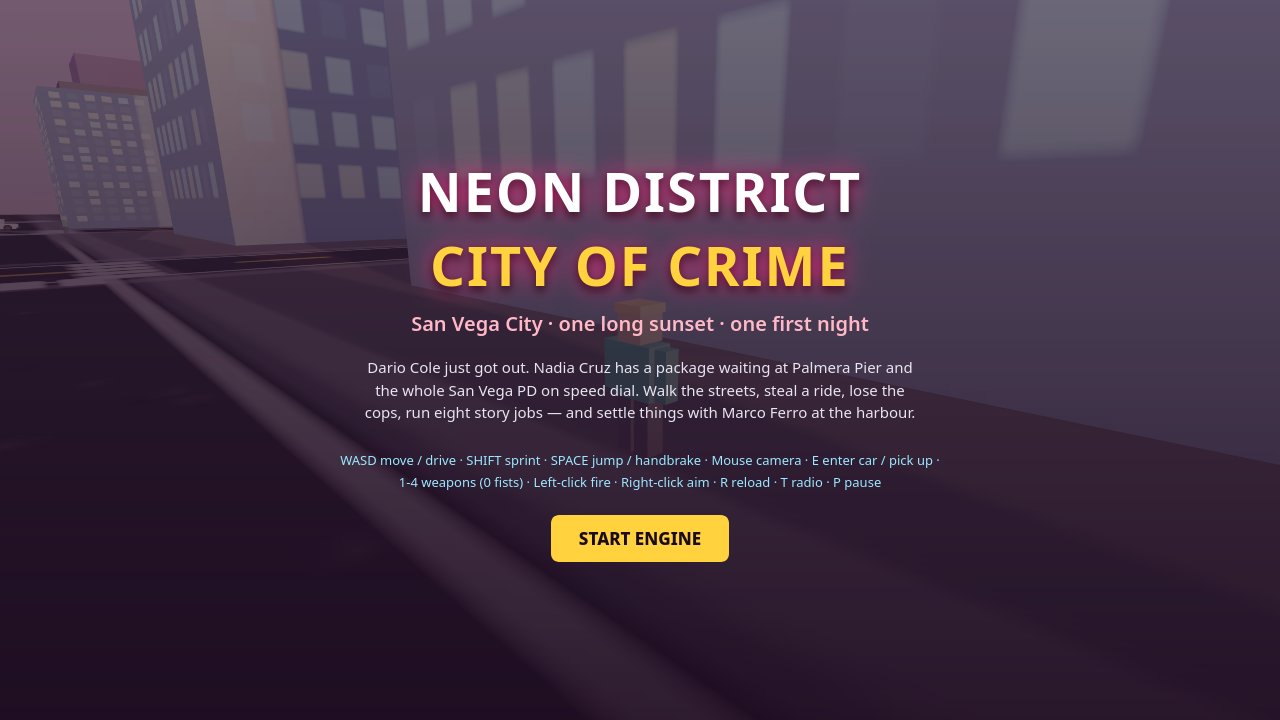 NEON DISTRICT
CITY OF CRIME
San Vega City · one long sunset · one first night
Dario Cole just got out. Nadia Cruz has a package waiting at Palmera Pier and
the whole San Vega PD on speed dial. Walk the streets, steal a ride, lose the
cops, run eight story jobs — and settle things with Marco Ferro at the harbour.
WASD move / drive · SHIFT sprint · SPACE jump / handbrake · Mouse camera · E enter car / pick up ·
1-4 weapons (0 fists) · Left-click fire · Right-click aim · R reload · T radio · P pause
START ENGINE